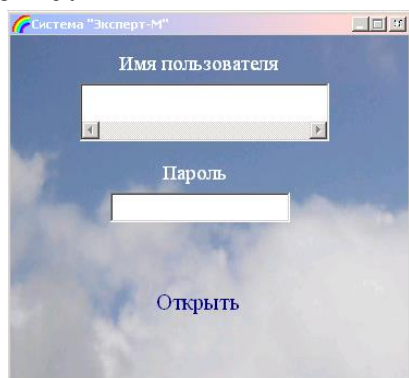 Система "Эксперт-М"
Имя пользователя
Пароль
Открыть